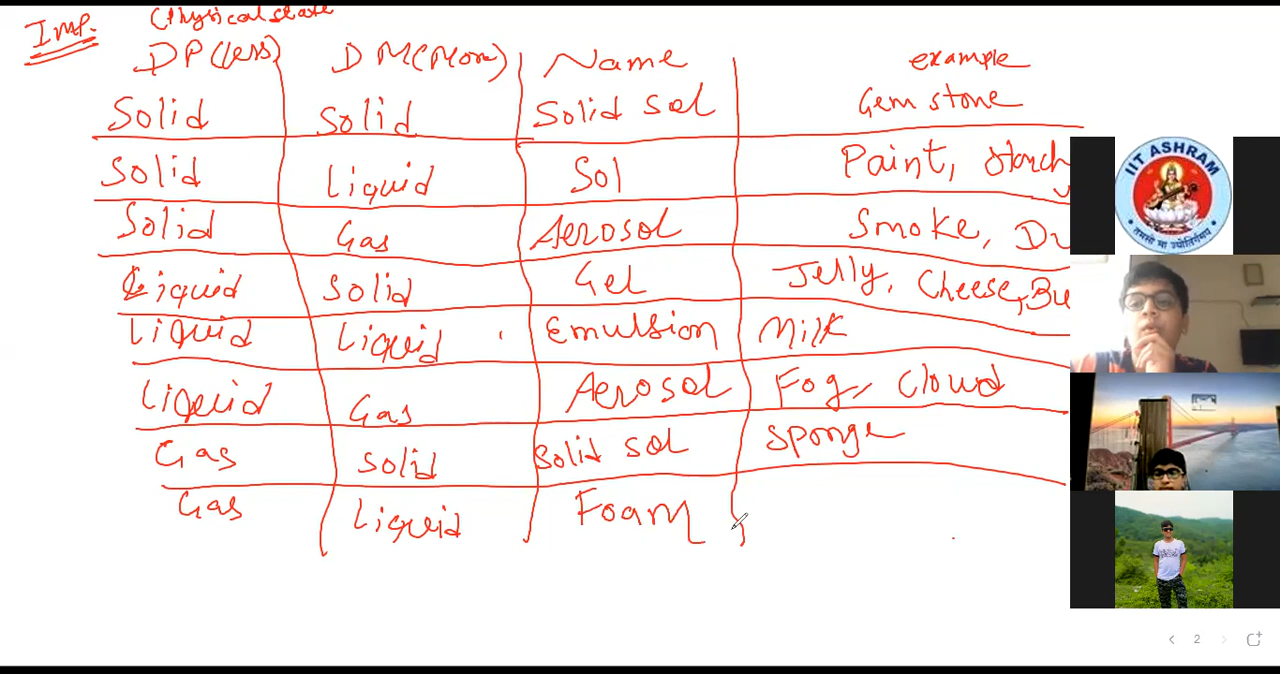 Imp. (Physical state
DP(less) DM(More) Name example
Solid Solid Solid sol Gem stone
Solid Liquid Sol Paint, Starch
Solid Gas Aerosol Smoke,
Liquid Solid Gel Jelly, Cheese,
Liquid Liquid Emulsion Milk
Liquid Gas Aerosol Fog, Cloud
Gas Solid Solid sol Sponge
Gas Liquid Foam
IIT ASHRAM
तमसो मा ज्योतिर्गमय
2